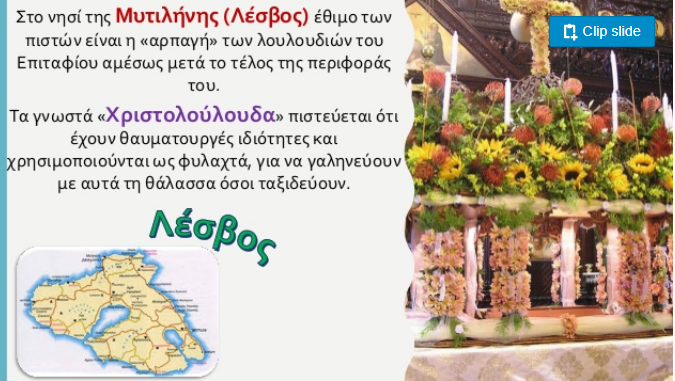 Στο νησί της Μυτιλήνης (Λέσβος) έθιμο των
πιστών είναι η «αρπαγή» των λουλουδιών του
Επιταφίου αμέσως μετά το τέλος της περιφοράς
του.
Τα γνωστά «Χριστολούλουδα» πιστεύεται ότι
έχουν θαυματουργές ιδιότητες και
χρησιμοποιούνται ως φυλαχτά, για να γαληνεύουν
με αυτά τη θάλασσα όσοι ταξιδεύουν.
Λέσβος
Clip slide